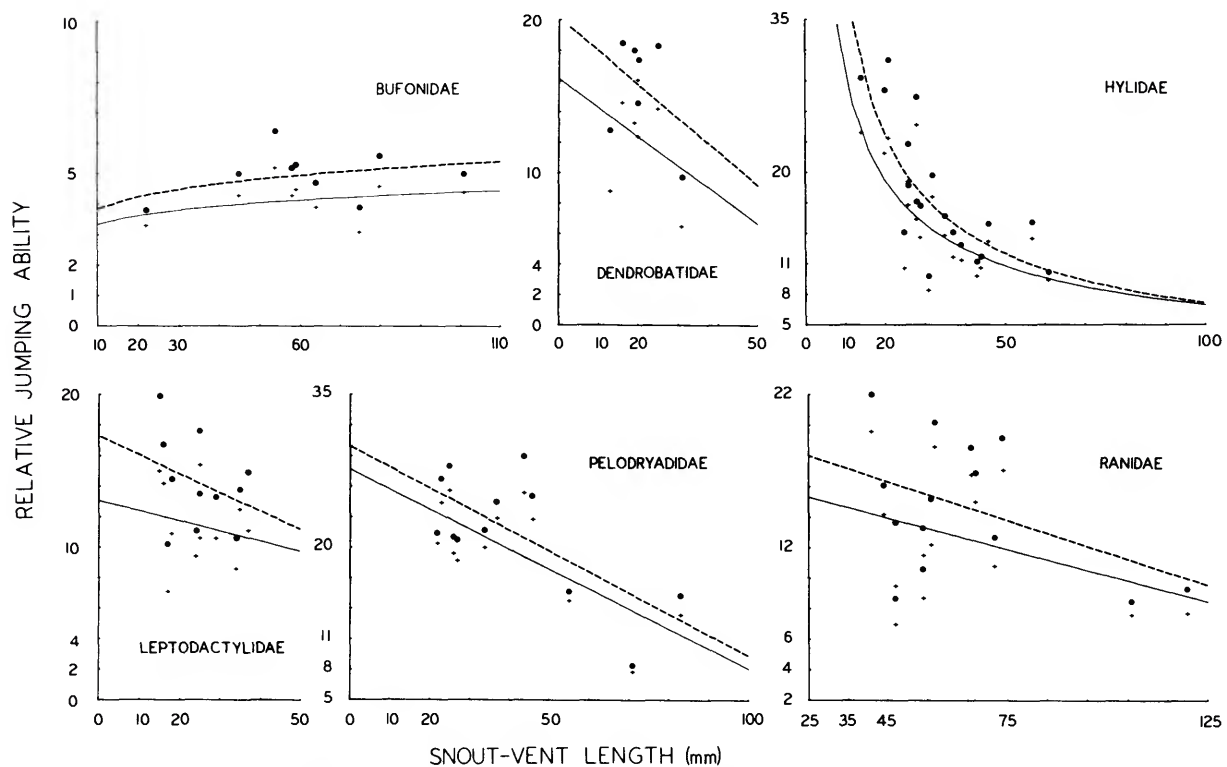 RELATIVE JUMPING ABILITY
10
5
2
0
10 20 30 60 110
BUFONIDAE
20
10
4
2
0
0 10 20 50
DENDROBATIDAE
35
20
11
8
5
0 10 20 100
HYLIDAE
20
10
4
2
0
0 10 20 50
LEPTODACTYLIDAE
35
20
11
8
5
0 20 30 50 100
PELODRYADIDAE
22
12
6
4
2
25 35 45 75 125
RANIDAE
SNOUT-VENT LENGTH (mm)